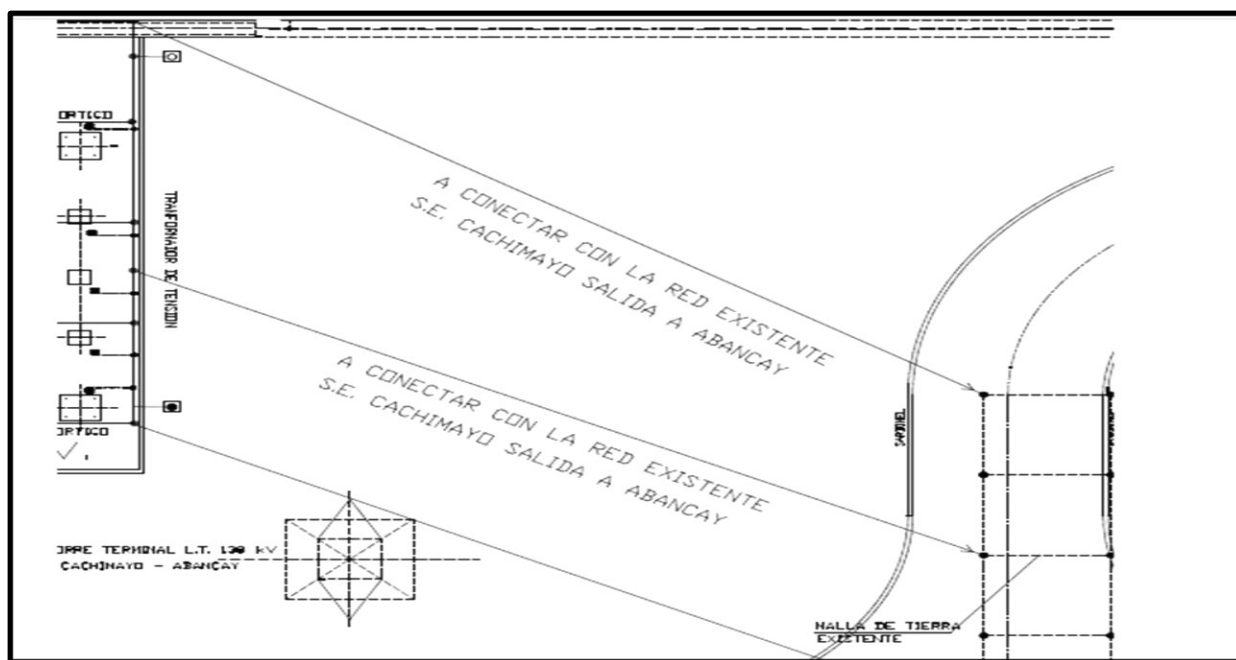 ORTICO
TRANFORMADOR DE TENSION
A CONECTAR CON LA RED EXISTENTE
S.E. CACHIMAYO SALIDA A ABANCAY
A CONECTAR CON LA RED EXISTENTE
S.E. CACHIMAYO SALIDA A ABANCAY
SARDINEL
ORTICO
ORRE TERMINAL L.T. 138 kV
CACHIMAYO - ABANCAY
MALLA DE TIERRA
EXISTENTE